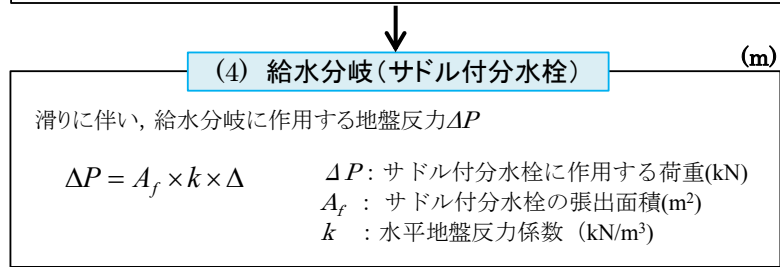 (4) 給水分岐(サドル付分水栓)
(m)
滑りに伴い, 給水分岐に作用する地盤反力ΔP
ΔP = A_f × k × Δ
ΔP : サドル付分水栓に作用する荷重(kN)
A_f : サドル付分水栓の張出面積(m²)
k : 水平地盤反力係数 (kN/m³)